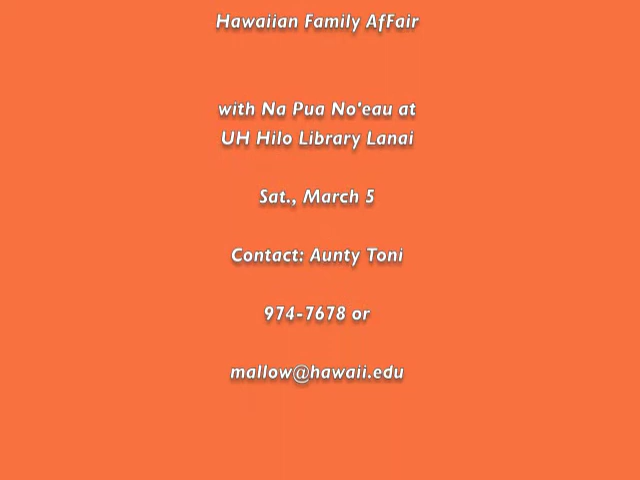 Hawaiian Family AfFair
with Na Pua No'eau at
UH Hilo Library Lanai
Sat., March 5
Contact: Aunty Toni
974-7678 or
mallow@hawaii.edu